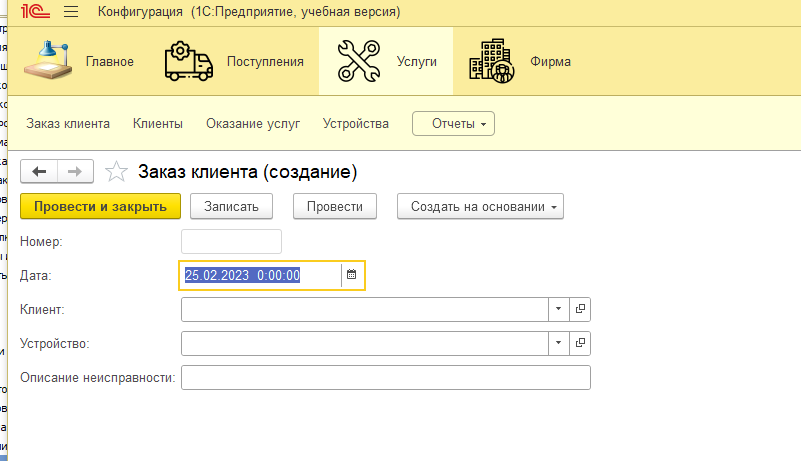 1С Конфигурация (1С:Предприятие, учебная версия)
Главное Поступления Услуги Фирма
Заказ клиента Клиенты Оказание услуг Устройства Отчеты
Заказ клиента (создание)
Провести и закрыть Записать Провести Создать на основании
Номер:
Дата: 25.02.2023 0:00:00
Клиент:
Устройство:
Описание неисправности: